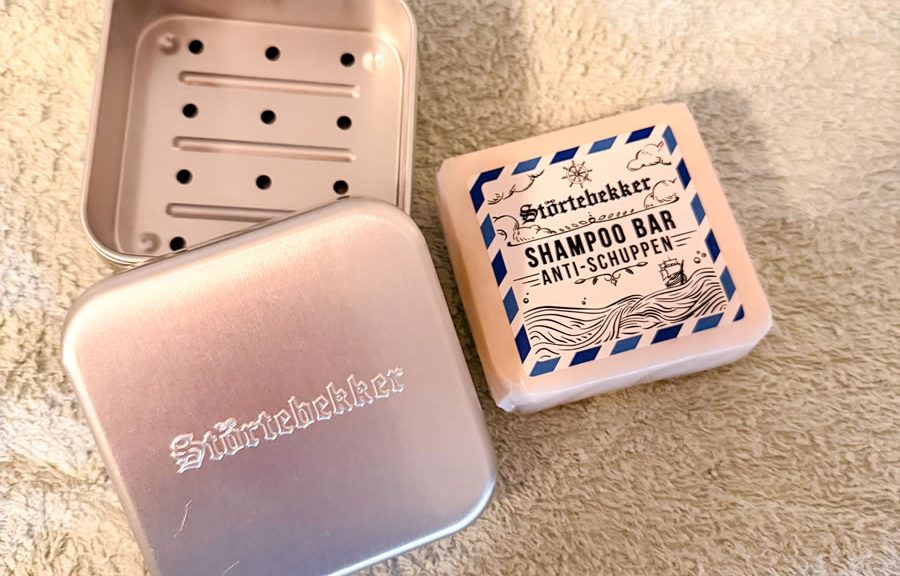 Störtebekker
SHAMPOO BAR
ANTI-SCHUPPEN
Störtebekker